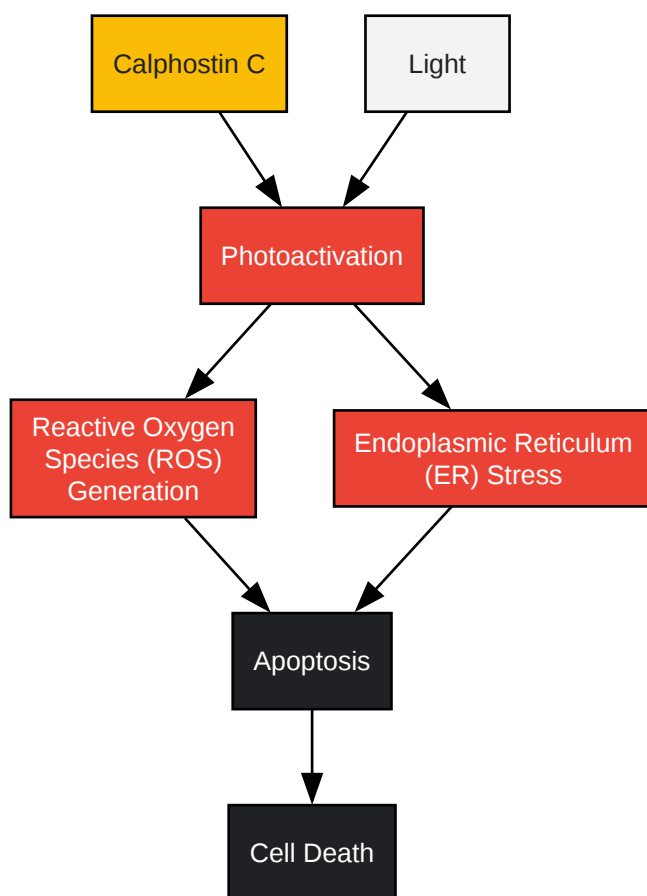 Calphostin C
Light
Photoactivation
Reactive Oxygen
Species (ROS)
Generation
Endoplasmic Reticulum
(ER) Stress
Apoptosis
Cell Death